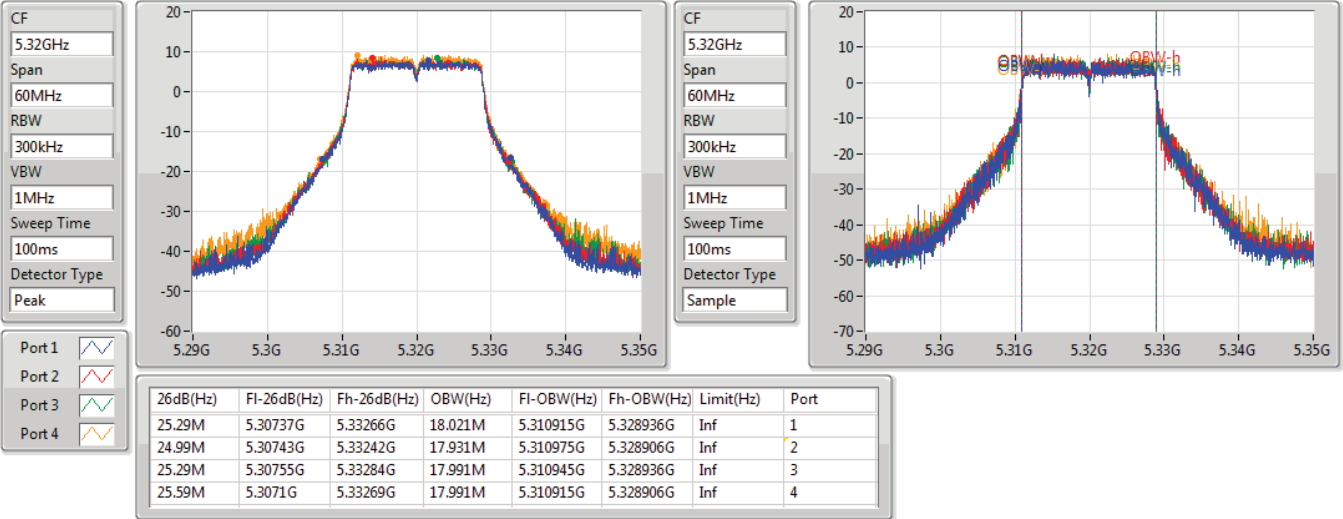 CF
5.32GHz
Span
60MHz
RBW
300kHz
VBW
1MHz
Sweep Time
100ms
Detector Type
Peak
20
10
0
-10
-20
-30
-40
-50
-60
5.29G 5.3G 5.31G 5.32G 5.33G 5.34G 5.35G
CF
5.32GHz
Span
60MHz
RBW
300kHz
VBW
1MHz
Sweep Time
100ms
Detector Type
Sample
20
10
0
-10
-20
-30
-40
-50
-60
-70
OBW-h
5.29G 5.3G 5.31G 5.32G 5.33G 5.34G 5.35G
Port 1
Port 2
Port 3
Port 4
26dB(Hz) Fl-26dB(Hz) Fh-26dB(Hz) OBW(Hz) Fl-OBW(Hz) Fh-OBW(Hz) Limit(Hz) Port
25.29M 5.30737G 5.33266G 18.021M 5.310915G 5.328936G Inf 1
24.99M 5.30743G 5.33242G 17.931M 5.310975G 5.328906G Inf 2
25.29M 5.30755G 5.33284G 17.991M 5.310945G 5.328936G Inf 3
25.59M 5.3071G 5.33269G 17.991M 5.310915G 5.328906G Inf 4